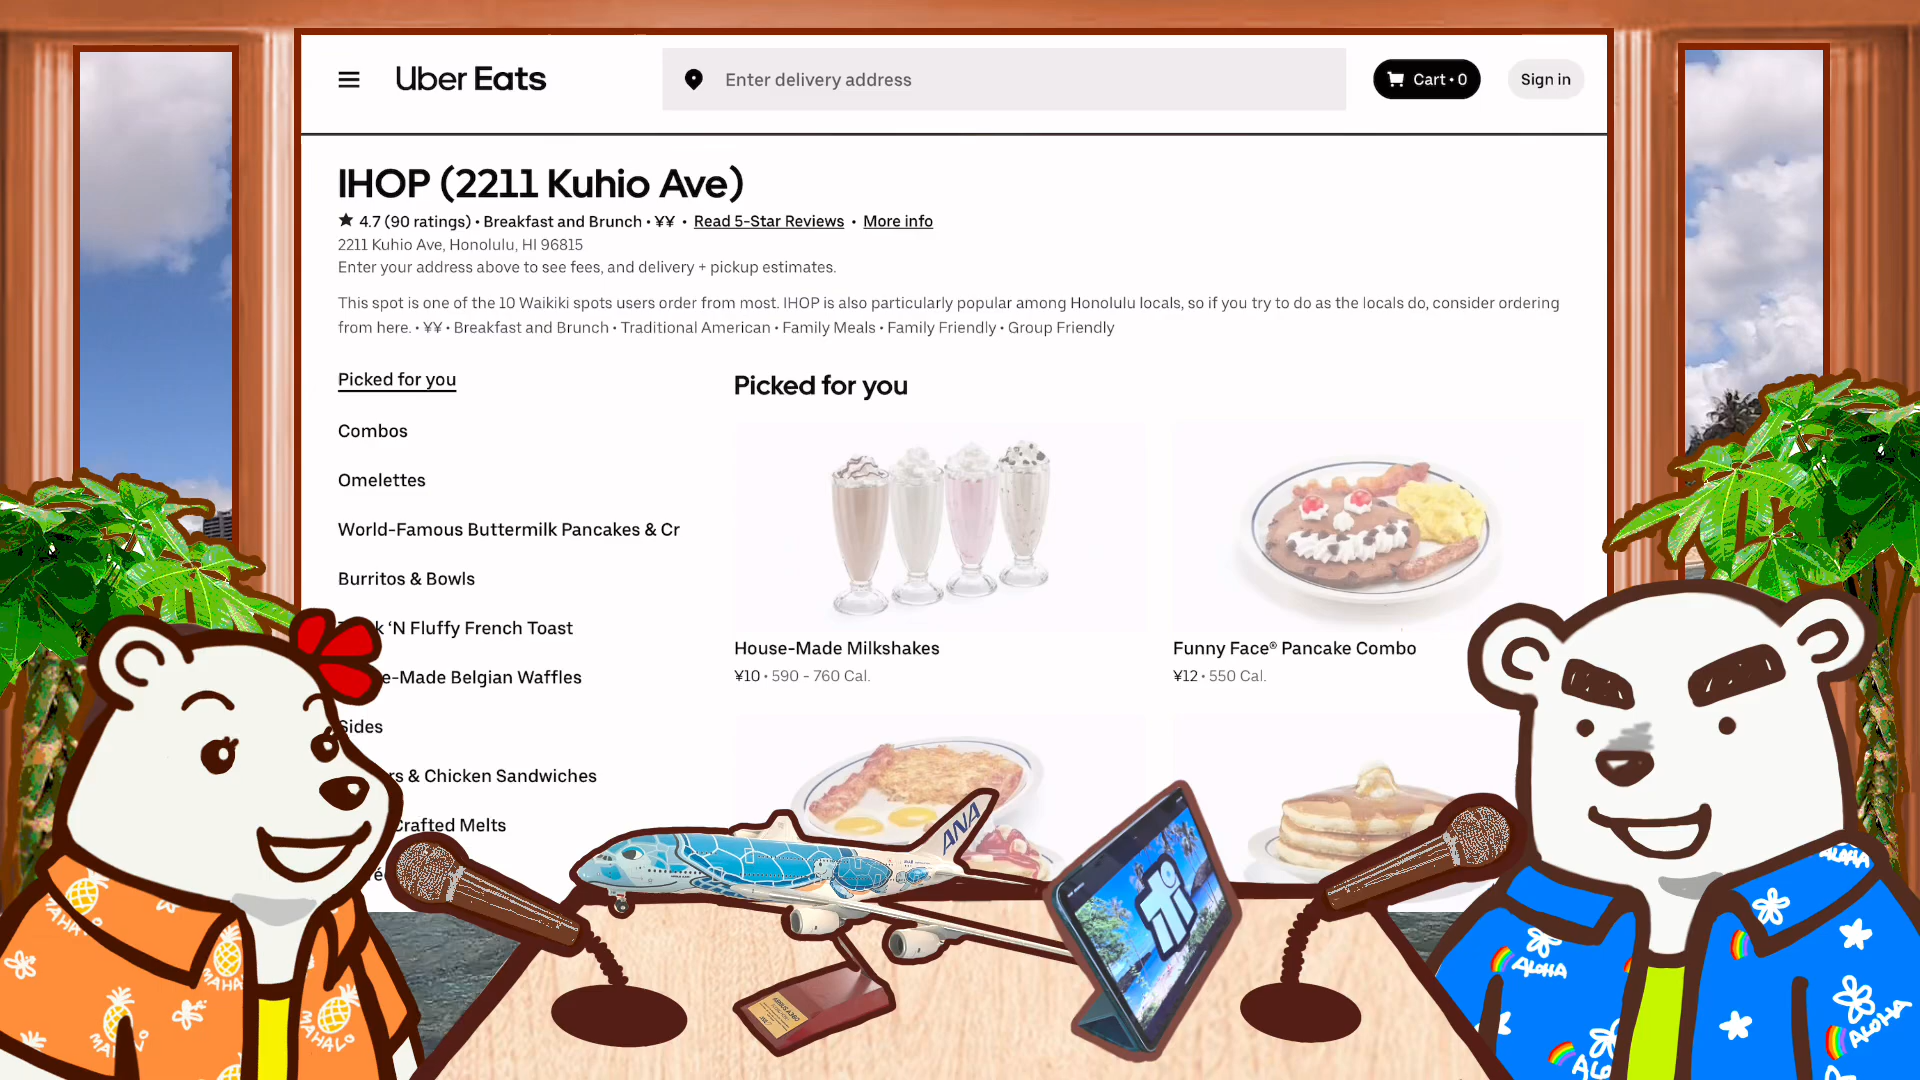 Uber Eats
Enter delivery address
Cart • 0
Sign in
IHOP (2211 Kuhio Ave)
★ 4.7 (90 ratings) • Breakfast and Brunch • ¥¥ • Read 5-Star Reviews • More info
2211 Kuhio Ave, Honolulu, HI 96815
Enter your address above to see fees, and delivery + pickup estimates.
This spot is one of the 10 Waikiki spots users order from most. IHOP is also particularly popular among Honolulu locals, so if you try to do as the locals do, consider ordering
from here. • ¥¥ • Breakfast and Brunch • Traditional American • Family Meals • Family Friendly • Group Friendly
Picked for you
Combos
Omelettes
World-Famous Buttermilk Pancakes & Cr
Burritos & Bowls
‘N Fluffy French Toast
e-Made Belgian Waffles
Sides
rs & Chicken Sandwiches
Crafted Melts
Picked for you
House-Made Milkshakes
¥10 • 590 - 760 Cal.
Funny Face® Pancake Combo
¥12 • 550 Cal.
ANA
MAHALO
ALOHA
ALOHA
ALOHA